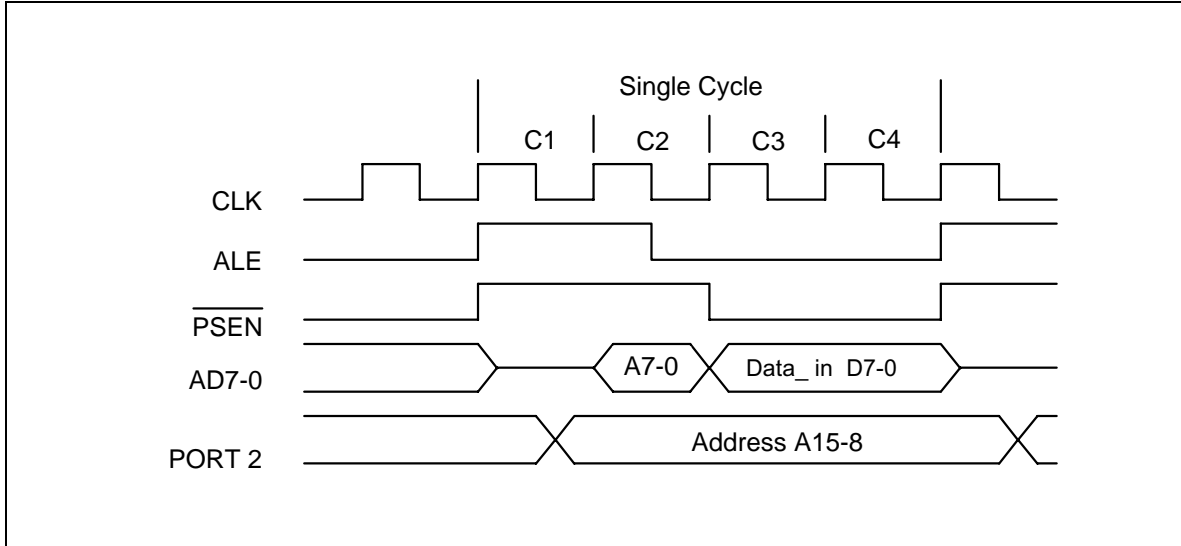 Single Cycle
C1 C2 C3 C4
CLK
ALE
PSEN
AD7-0 A7-0 Data_ in D7-0
PORT 2 Address A15-8